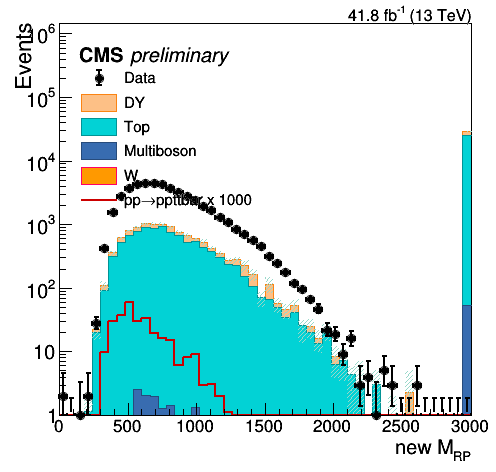 41.8 fb⁻¹ (13 TeV)
Events
CMS preliminary
Data
DY
Top
Multiboson
W
pp→ppttbar x 1000
10⁶
10⁵
10⁴
10³
10²
10
1
0 500 1000 1500 2000 2500 3000
new M_RP